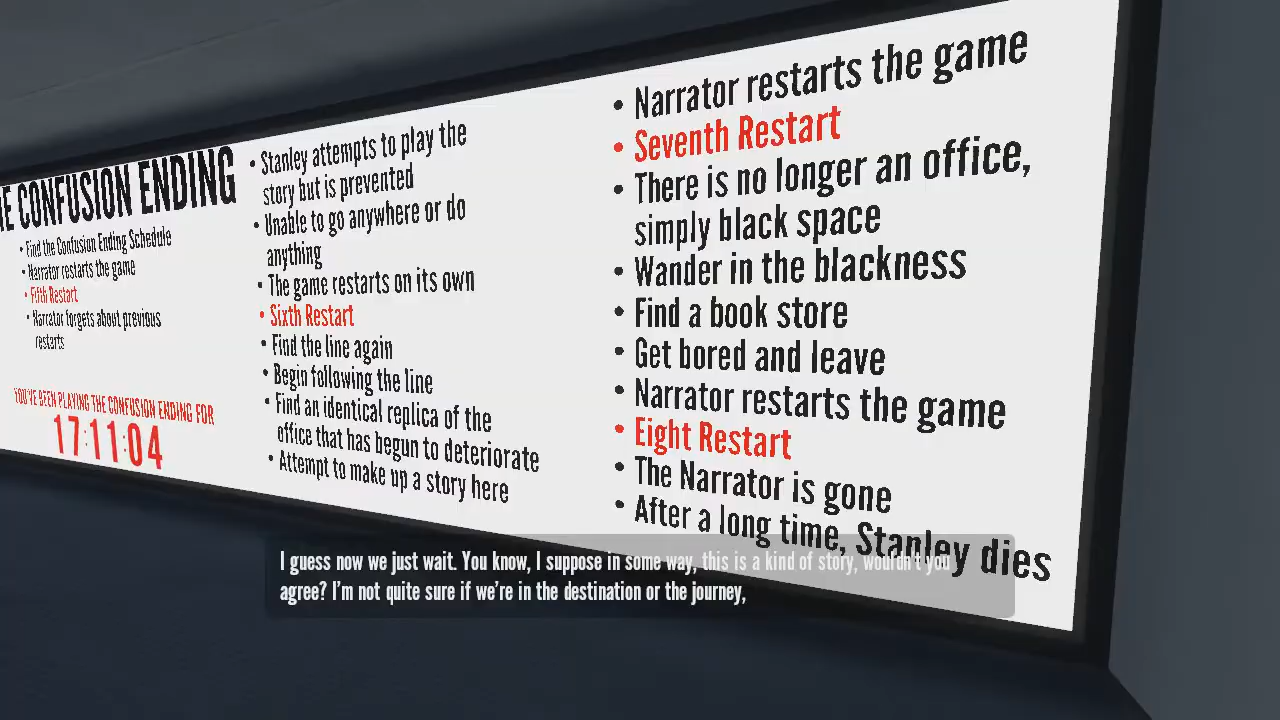 E CONFUSION ENDING
• Find the Confusion Ending Schedule
• Narrator restarts the game
• Fifth Restart
• Narrator forgets about previous
restarts
YOU'VE BEEN PLAYING THE CONFUSION ENDING FOR
17:11:04
• Stanley attempts to play the
story but is prevented
• Unable to go anywhere or do
anything
• The game restarts on its own
• Sixth Restart
• Find the line again
• Begin following the line
• Find an identical replica of the
office that has begun to deteriorate
• Attempt to make up a story here
• Narrator restarts the game
• Seventh Restart
• There is no longer an office,
simply black space
• Wander in the blackness
• Find a book store
• Get bored and leave
• Narrator restarts the game
• Eight Restart
• The Narrator is gone
• After a long time, Stanley dies
I guess now we just wait. You know, I suppose in some way, this is a kind of story, wouldn't you
agree? I'm not quite sure if we're in the destination or the journey,